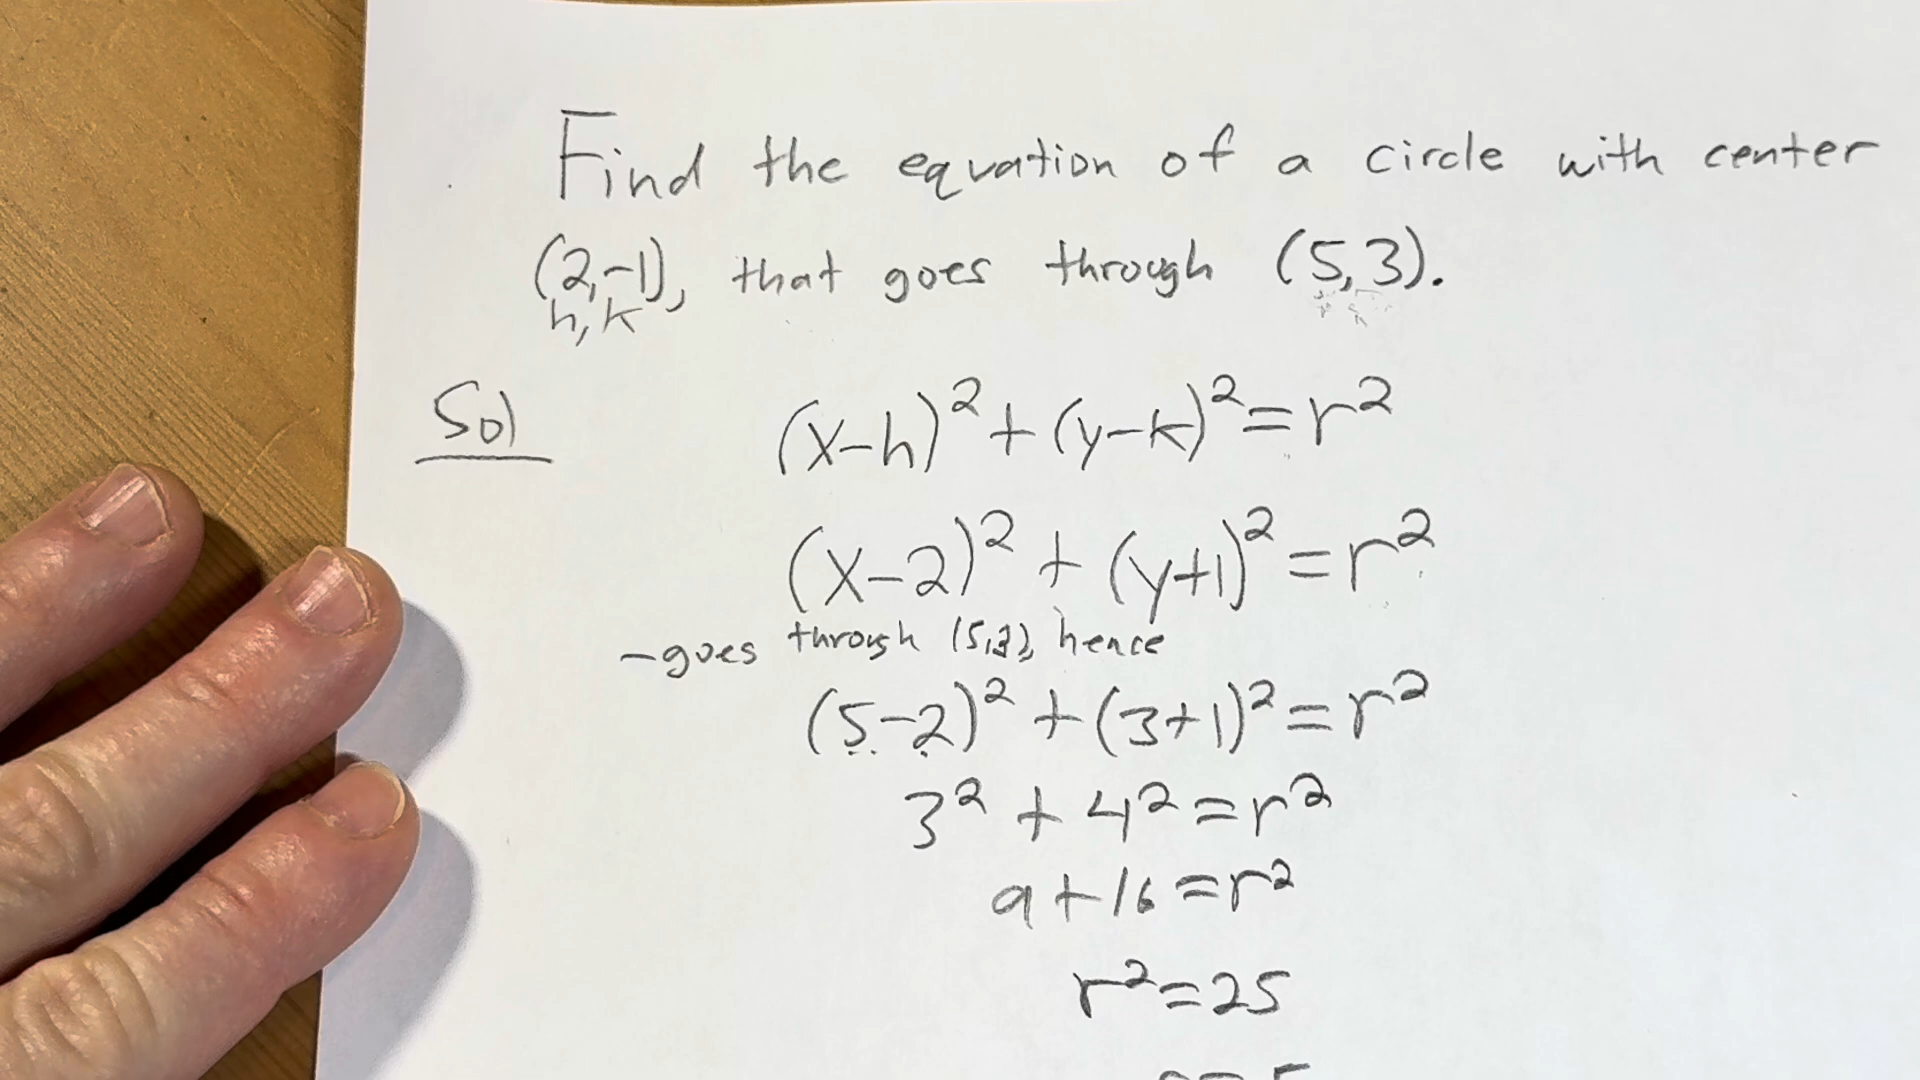 Find the equation of a circle with center
(2,-1), that goes through (5,3).
h, k
Sol
(x-h)² + (y-k)² = r²
(x-2)² + (y+1)² = r²
-goes through (5,3), hence
(5-2)² + (3+1)² = r²
3² + 4² = r²
9+16 = r²
r² = 25